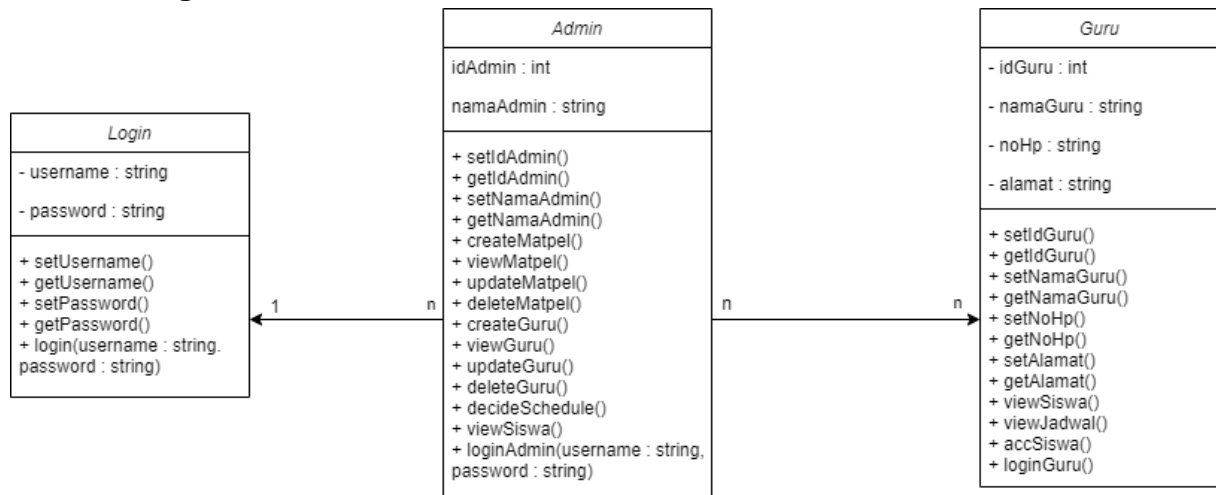 Login
- username : string
- password : string
+ setUsername()
+ getUsername()
+ setPassword()
+ getPassword()
+ login(username : string.
password : string)
1
n
Admin
idAdmin : int
namaAdmin : string
+ setIdAdmin()
+ getIdAdmin()
+ setNamaAdmin()
+ getNamaAdmin()
+ createMatpel()
+ viewMatpel()
+ updateMatpel()
+ deleteMatpel()
+ createGuru()
+ viewGuru()
+ updateGuru()
+ deleteGuru()
+ decideSchedule()
+ viewSiswa()
+ loginAdmin(username : string,
password : string)
n
n
Guru
- idGuru : int
- namaGuru : string
- noHp : string
- alamat : string
+ setIdGuru()
+ getIdGuru()
+ setNamaGuru()
+ getNamaGuru()
+ setNoHp()
+ getNoHp()
+ setAlamat()
+ getAlamat()
+ viewSiswa()
+ viewJadwal()
+ accSiswa()
+ loginGuru()